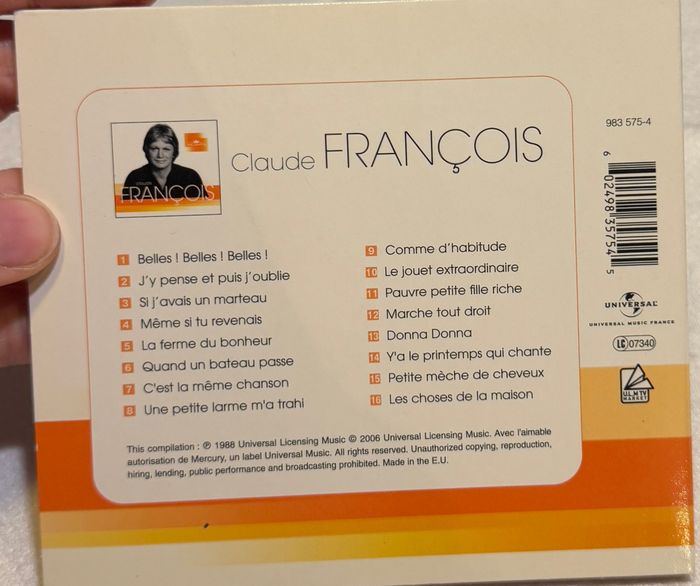 983 575-4
Claude FRANÇOIS
claude
FRANÇOIS
1 Belles ! Belles ! Belles !
2 J'y pense et puis j'oublie
3 Si j'avais un marteau
4 Même si tu revenais
5 La ferme du bonheur
6 Quand un bateau passe
7 C'est la même chanson
8 Une petite larme m'a trahi
9 Comme d'habitude
10 Le jouet extraordinaire
11 Pauvre petite fille riche
12 Marche tout droit
13 Donna Donna
14 Y'a le printemps qui chante
15 Petite mèche de cheveux
16 Les choses de la maison
This compilation : ℗ 1988 Universal Licensing Music © 2006 Universal Licensing Music. Avec l'aimable
autorisation de Mercury, un label Universal Music. All rights reserved. Unauthorized copying, reproduction,
hiring, lending, public performance and broadcasting prohibited. Made in the E.U.
6 02498 35754 5
UNIVERSAL
UNIVERSAL MUSIC FRANCE
LC 07340
U.L.M TV
MARKET